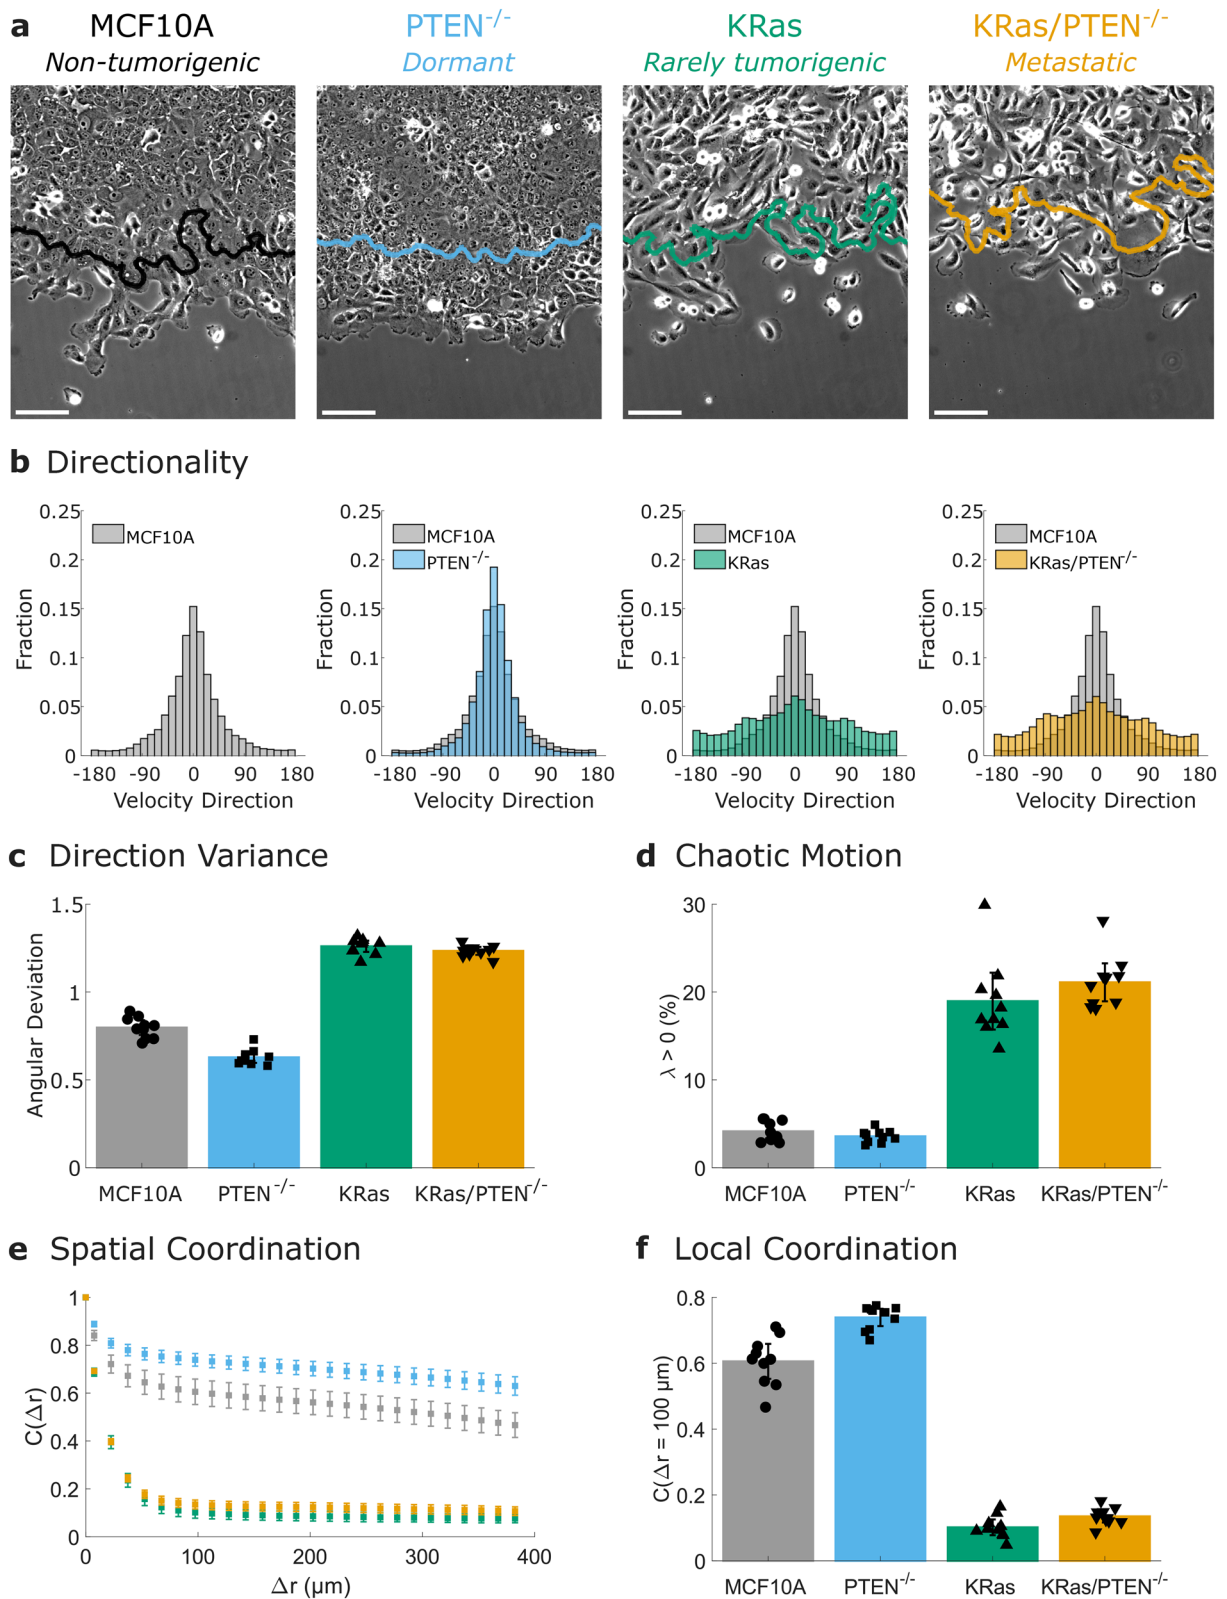 a MCF10A PTEN-/- KRas KRas/PTEN-/-
Non-tumorigenic Dormant Rarely tumorigenic Metastatic
b Directionality
0.25 0.25 0.25 0.25
MCF10A MCF10A MCF10A MCF10A
PTEN-/- KRas KRas/PTEN-/-
0.2 0.2 0.2 0.2
0.15 0.15 0.15 0.15
0.1 0.1 0.1 0.1
0.05 0.05 0.05 0.05
0 0 0 0
Fraction Fraction Fraction Fraction
-180 -90 0 90 180 -180 -90 0 90 180 -180 -90 0 90 180 -180 -90 0 90 180
Velocity Direction Velocity Direction Velocity Direction Velocity Direction
c Direction Variance
1.5
1
0.5
0
Angular Deviation
MCF10A PTEN-/- KRas KRas/PTEN-/-
d Chaotic Motion
30
20
10
0
λ > 0 (%)
MCF10A PTEN-/- KRas KRas/PTEN-/-
e Spatial Coordination
1
0.8
0.6
0.4
0.2
0
C(Δr)
0 100 200 300 400
Δr (μm)
f Local Coordination
0.8
0.6
0.4
0.2
0
C(Δr = 100 μm)
MCF10A PTEN-/- KRas KRas/PTEN-/-